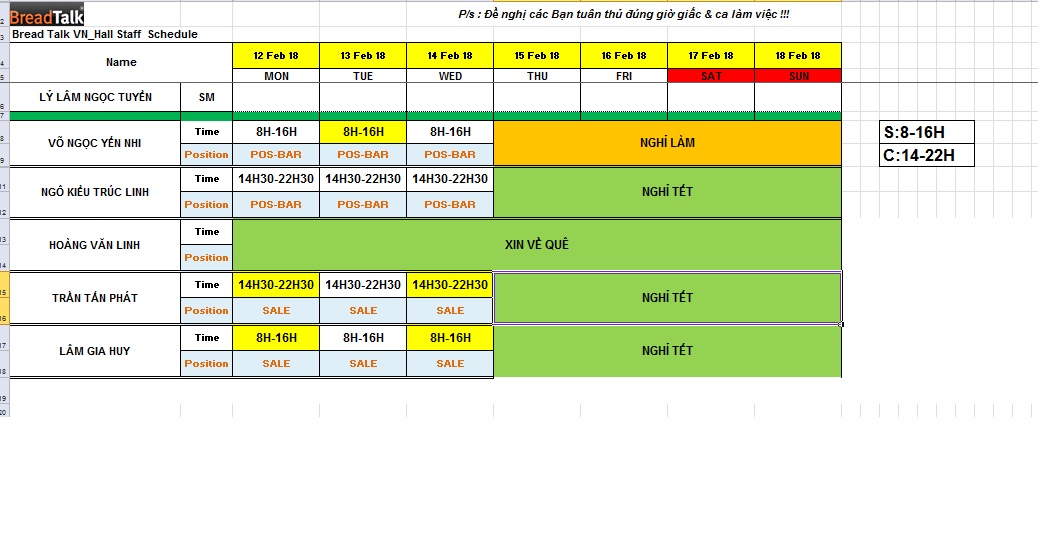 P/s : Đề nghị các Bạn tuân thủ đúng giờ giấc & ca làm việc !!!
BreadTalk
Bread Talk VN_Hall Staff Schedule
Name 12 Feb 18 13 Feb 18 14 Feb 18 15 Feb 18 16 Feb 18 17 Feb 18 18 Feb 18
MON TUE WED THU FRI SAT SUN
LÝ LÂM NGỌC TUYỀN SM
VÕ NGỌC YẾN NHI Time 8H-16H 8H-16H 8H-16H NGHỈ LÀM
Position POS-BAR POS-BAR POS-BAR
S:8-16H
C:14-22H
NGÔ KIỀU TRÚC LINH Time 14H30-22H30 14H30-22H30 14H30-22H30 NGHỈ TẾT
Position POS-BAR POS-BAR POS-BAR
HOÀNG VĂN LINH Time XIN VỀ QUÊ
Position
TRẦN TẤN PHÁT Time 14H30-22H30 14H30-22H30 14H30-22H30 NGHỈ TẾT
Position SALE SALE SALE
LÂM GIA HUY Time 8H-16H 8H-16H 8H-16H NGHỈ TẾT
Position SALE SALE SALE